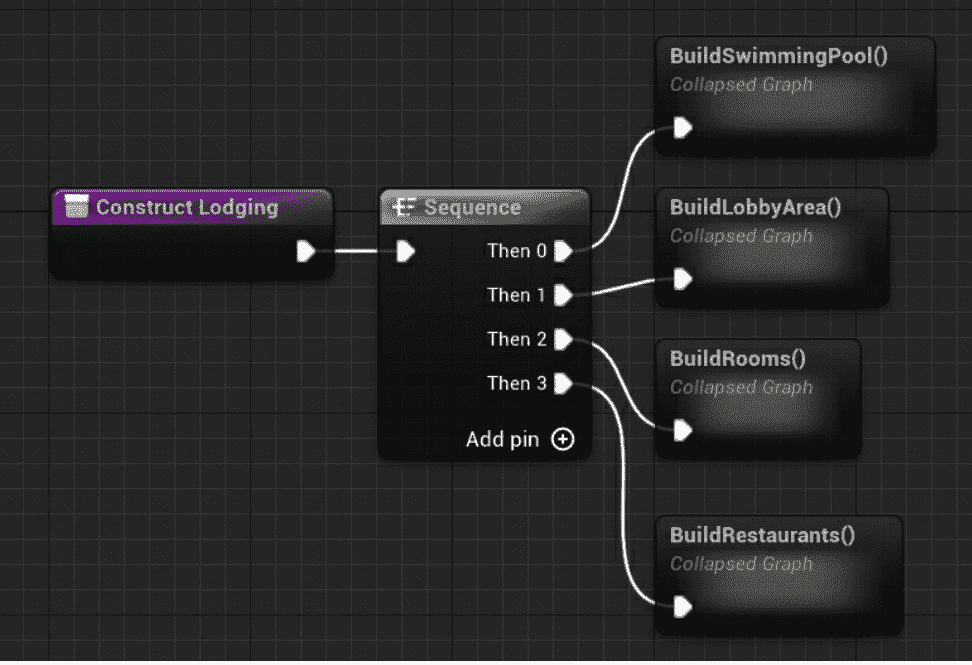 Construct Lodging
Sequence
Then 0
Then 1
Then 2
Then 3
Add pin
BuildSwimmingPool()
Collapsed Graph
BuildLobbyArea()
Collapsed Graph
BuildRooms()
Collapsed Graph
BuildRestaurants()
Collapsed Graph